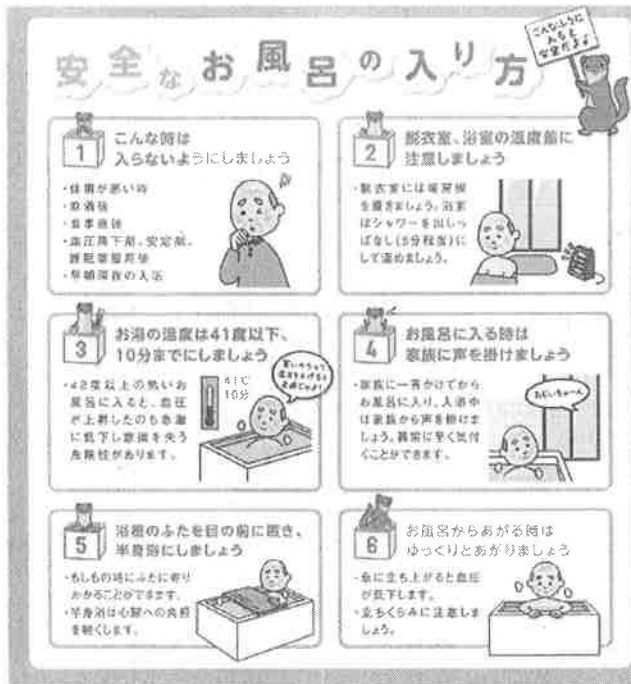 こんなふうに
入ると
安全だよ♪
安全なお風呂の入り方
1
こんな時は
入らないようにしましょう
・体調が悪い時
・飲酒後
・食事直後
・血圧降下剤、安定剤、
睡眠薬服用後
・早朝深夜の入浴
2
脱衣室、浴室の温度差に
注意しましょう
・脱衣室には暖房機
を置きましょう。浴室
はシャワーを出しっ
ぱなし(5分程度)に
して温めましょう。
3
お湯の温度は41度以下、
10分までにしましょう
・42度以上の熱いお
風呂に入ると、血圧
が上昇したのち急激
に低下し意識を失う
危険性があります。
41℃
10分
4
お風呂に入る時は
家族に声を掛けましょう
・家族に一声かけてから
お風呂に入り、入浴中
は家族から声を掛けま
しょう。異常に早く気付
くことができます。
おじいちゃーん
5
浴槽のふたを目の前に置き、
半身浴にしましょう
・もしもの時にふたに寄り
かかることができます。
・半身浴は心臓への負担
を軽くします。
6
お風呂からあがる時は
ゆっくりとあがりましょう
・急に立ち上がると血圧
が低下します。
・立ちくらみに注意しま
しょう。